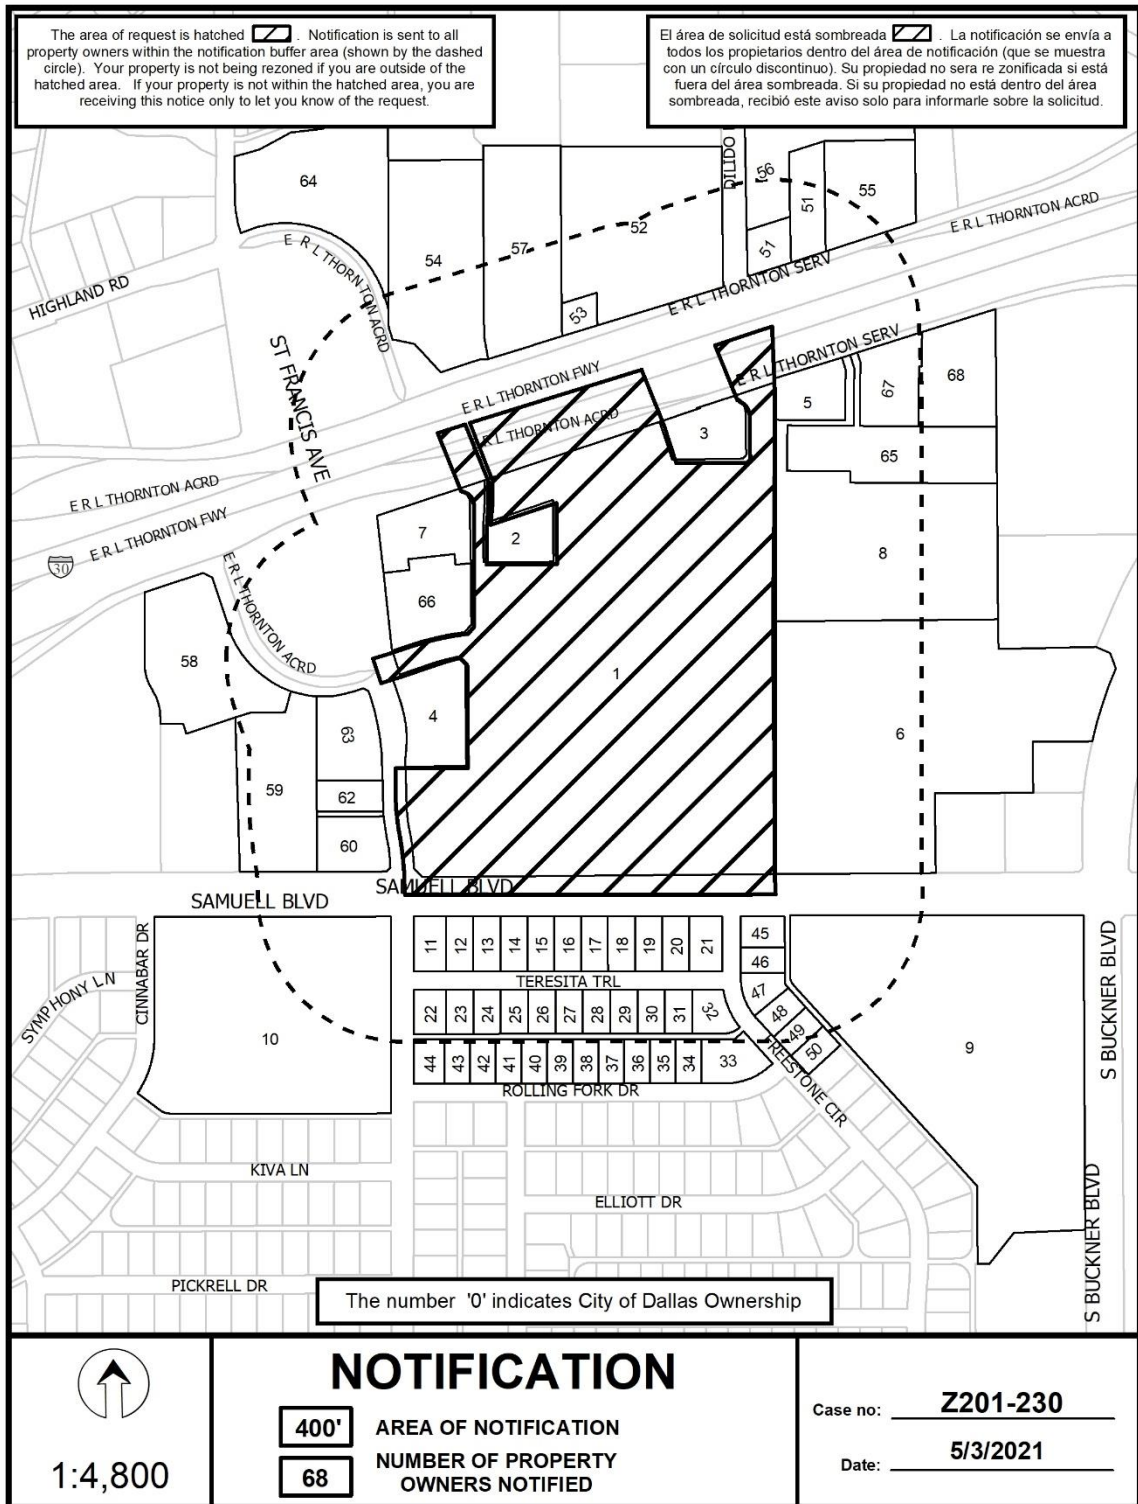 The area of request is hatched . Notification is sent to all
property owners within the notification buffer area (shown by the dashed
circle). Your property is not being rezoned if you are outside of the
hatched area. If your property is not within the hatched area, you are
receiving this notice only to let you know of the request.
El área de solicitud está sombreada . La notificación se envía a
todos los propietarios dentro del área de notificación (que se muestra
con un círculo discontinuo). Su propiedad no sera re zonificada si está
fuera del área sombreada. Si su propiedad no está dentro del área
sombreada, recibió este aviso solo para informarle sobre la solicitud.
DILIDO
64
56
55
51
52
57
54
51
53
E R L THORNTON ACRD
E R L THORNTON ACRD
HIGHLAND RD
E R L THORNTON SERV
ST FRANCIS AVE
E R L THORNTON SERV
E R L THORNTON FWY
68
67
5
3
R L THORNTON ACRD
65
E R L THORNTON ACRD
E R L THORNTON FWY
30
7
2
8
66
E R L THORNTON ACRD
58
1
4
63
6
59
62
60
SAMUELL BLVD
SAMUELL BLVD
CINNABAR DR
SYMPHONY LN
11
12
13
14
15
16
17
18
19
20
21
45
46
TERESITA TRL
47
22
23
24
25
26
27
28
29
30
31
32
48
49
50
10
9
44
43
42
41
40
39
38
37
36
35
34
33
ROLLING FORK DR
FREESTONE CIR
S BUCKNER BLVD
KIVA LN
ELLIOTT DR
S BUCKNER BLVD
PICKRELL DR
The number '0' indicates City of Dallas Ownership
1:4,800
NOTIFICATION
400' AREA OF NOTIFICATION
68 NUMBER OF PROPERTY
OWNERS NOTIFIED
Case no: Z201-230
Date: 5/3/2021